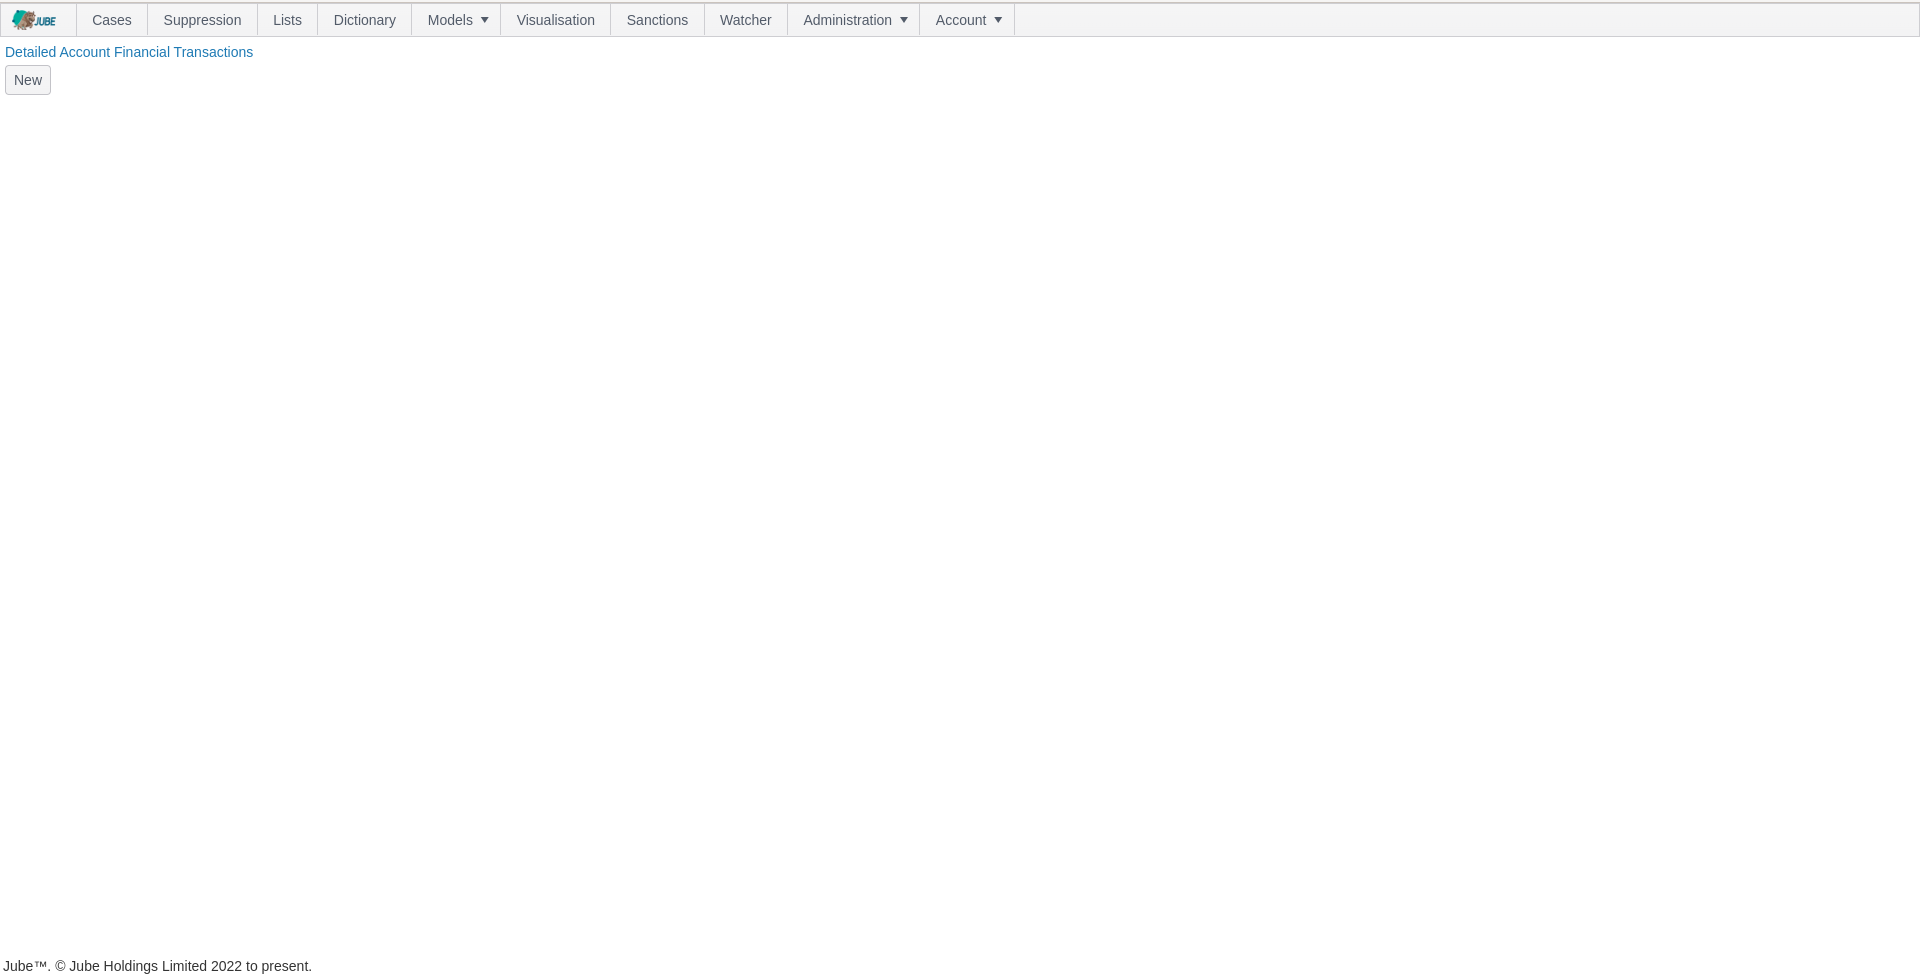 JUBE Cases Suppression Lists Dictionary Models Visualisation Sanctions Watcher Administration Account
Detailed Account Financial Transactions
New
Jube™. © Jube Holdings Limited 2022 to present.